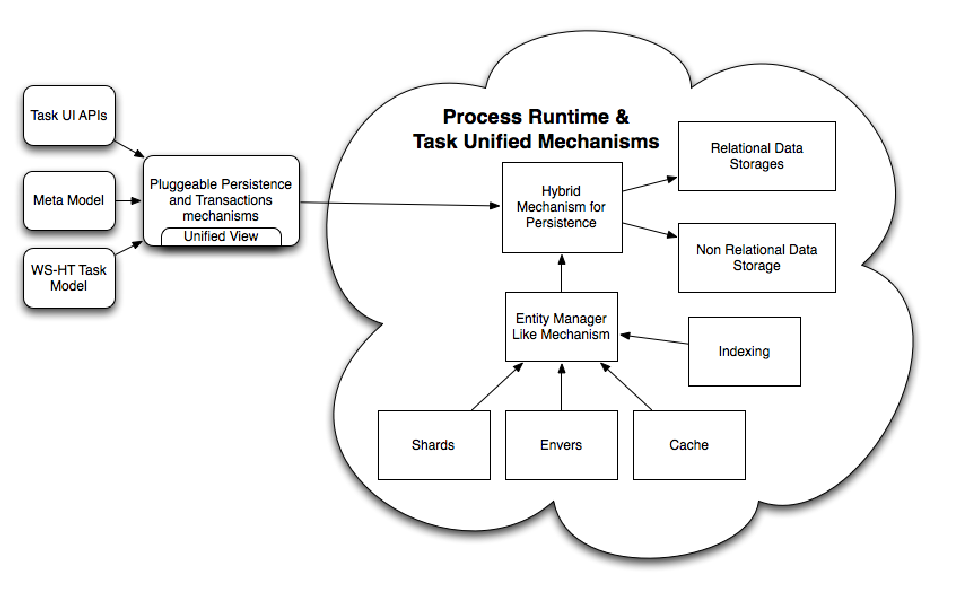 Task UI APIs
Meta Model
WS-HT Task
Model
Pluggeable Persistence
and Transactions
mechanisms
Unified View
Process Runtime &
Task Unified Mechanisms
Hybrid
Mechanism for
Persistence
Relational Data
Storages
Non Relational Data
Storage
Entity Manager
Like Mechanism
Indexing
Shards
Envers
Cache